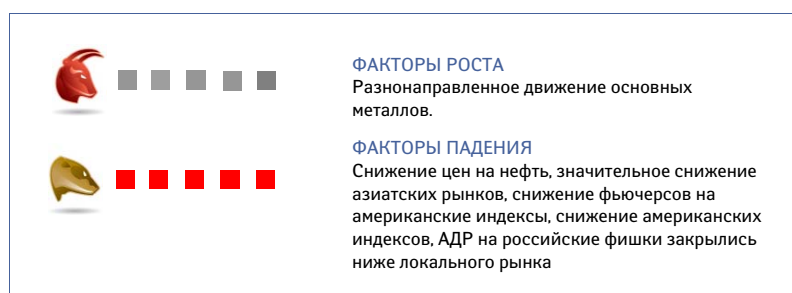 ФАКТОРЫ РОСТА
Разнонаправленное движение основных
металлов.
ФАКТОРЫ ПАДЕНИЯ
Снижение цен на нефть, значительное снижение
азиатских рынков, снижение фьючерсов на
американские индексы, снижение американских
индексов, АДР на российские фишки закрылись
ниже локального рынка